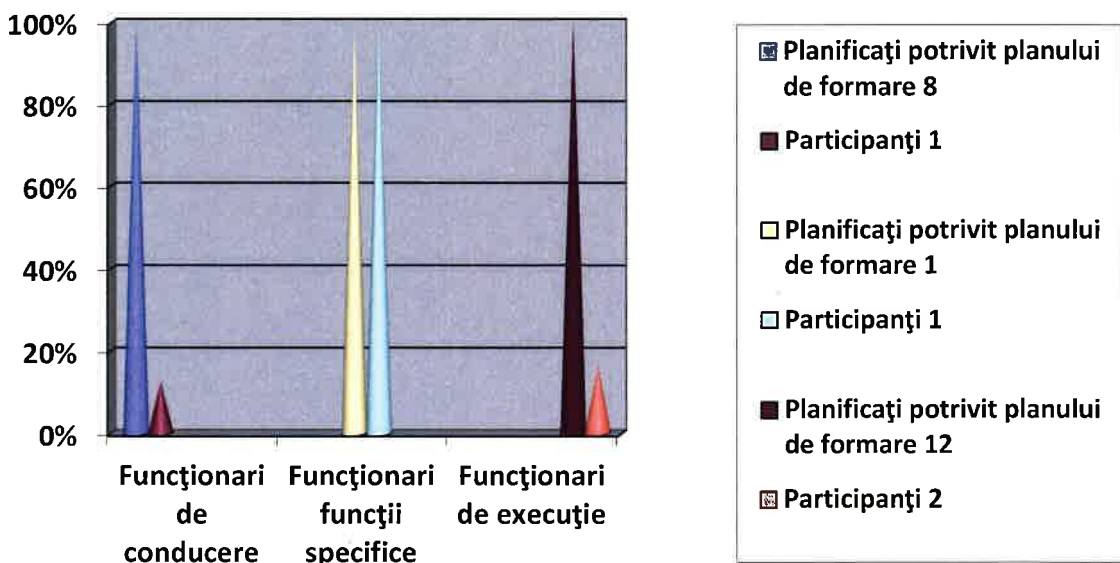 100%
80%
60%
40%
20%
0%
Funcţionari
de
conducere
Funcţionari
funcţii
specifice
Funcţionari
de execuţie
Planificaţi potrivit planului
de formare 8
Participanţi 1
Planificaţi potrivit planului
de formare 1
Participanţi 1
Planificaţi potrivit planului
de formare 12
Participanţi 2